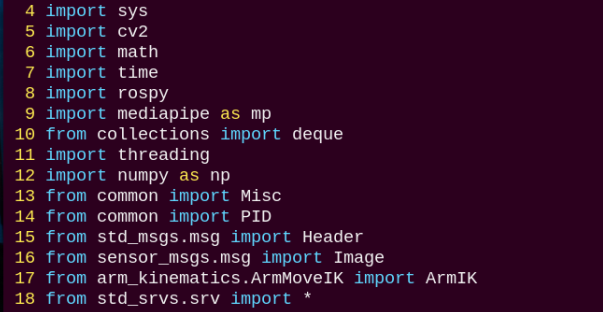 4 import sys
5 import cv2
6 import math
7 import time
8 import rospy
9 import mediapipe as mp
10 from collections import deque
11 import threading
12 import numpy as np
13 from common import Misc
14 from common import PID
15 from std_msgs.msg import Header
16 from sensor_msgs.msg import Image
17 from arm_kinematics.ArmMoveIK import ArmIK
18 from std_srvs.srv import *